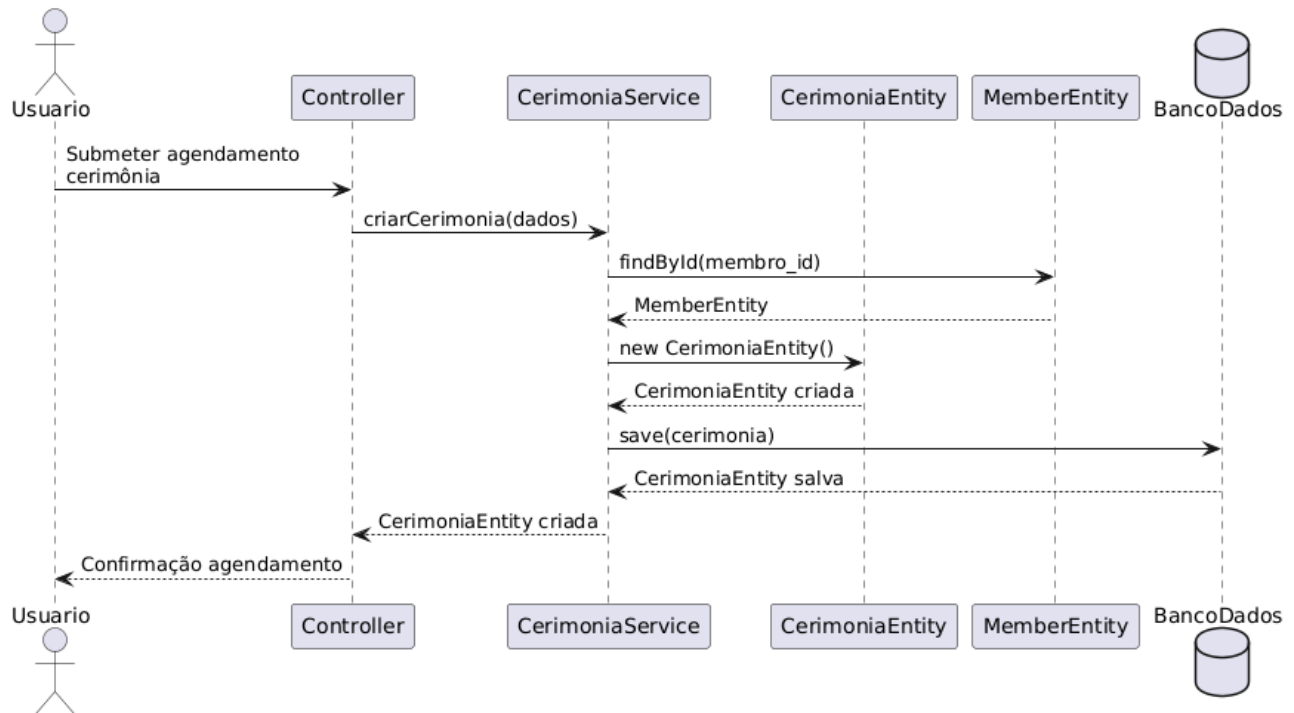 Usuario
Controller
CerimoniaService
CerimoniaEntity
MemberEntity
BancoDados
Submeter agendamento
cerimônia
criarCerimonia(dados)
findById(membro_id)
MemberEntity
new CerimoniaEntity()
CerimoniaEntity criada
save(cerimonia)
CerimoniaEntity salva
CerimoniaEntity criada
Confirmação agendamento
Usuario
Controller
CerimoniaService
CerimoniaEntity
MemberEntity
BancoDados